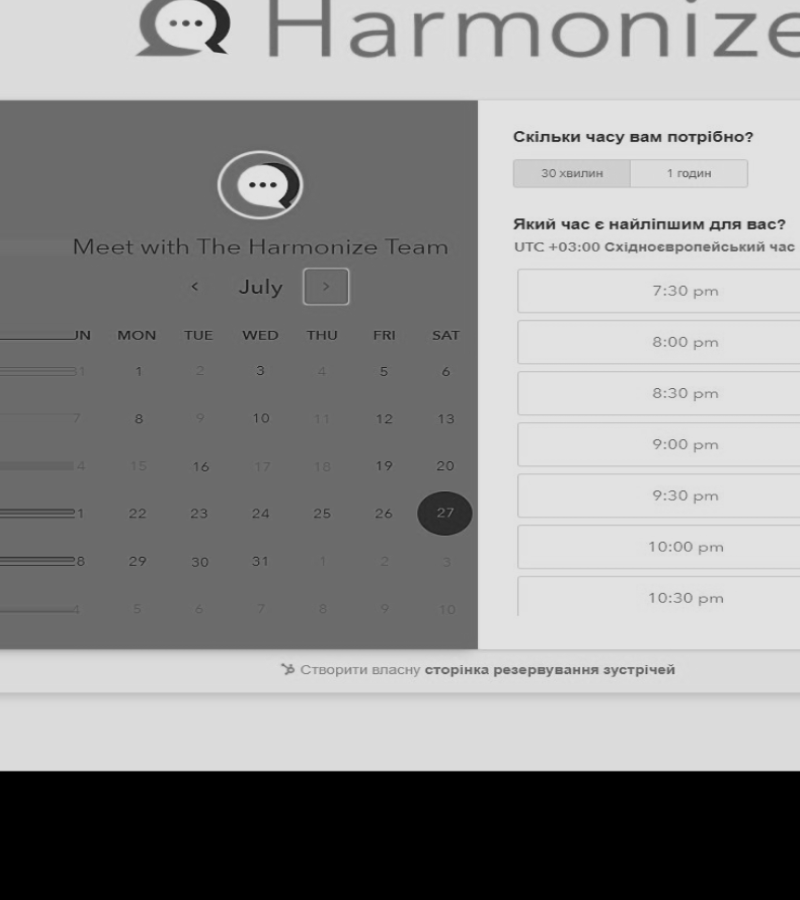 Harmonize
Meet with The Harmonize Team
July
UN MON TUE WED THU FRI SAT
31 1 2 3 4 5 6
7 8 9 10 11 12 13
4 15 16 17 18 19 20
21 22 23 24 25 26 27
28 29 30 31 1 2 3
4 5 6 7 8 9 10
Скільки часу вам потрібно?
30 хвилин 1 годин
Який час є найліпшим для вас?
UTC +03:00 Східноєвропейський час
7:30 pm
8:00 pm
8:30 pm
9:00 pm
9:30 pm
10:00 pm
10:30 pm
Створити власну сторінка резервування зустрічей